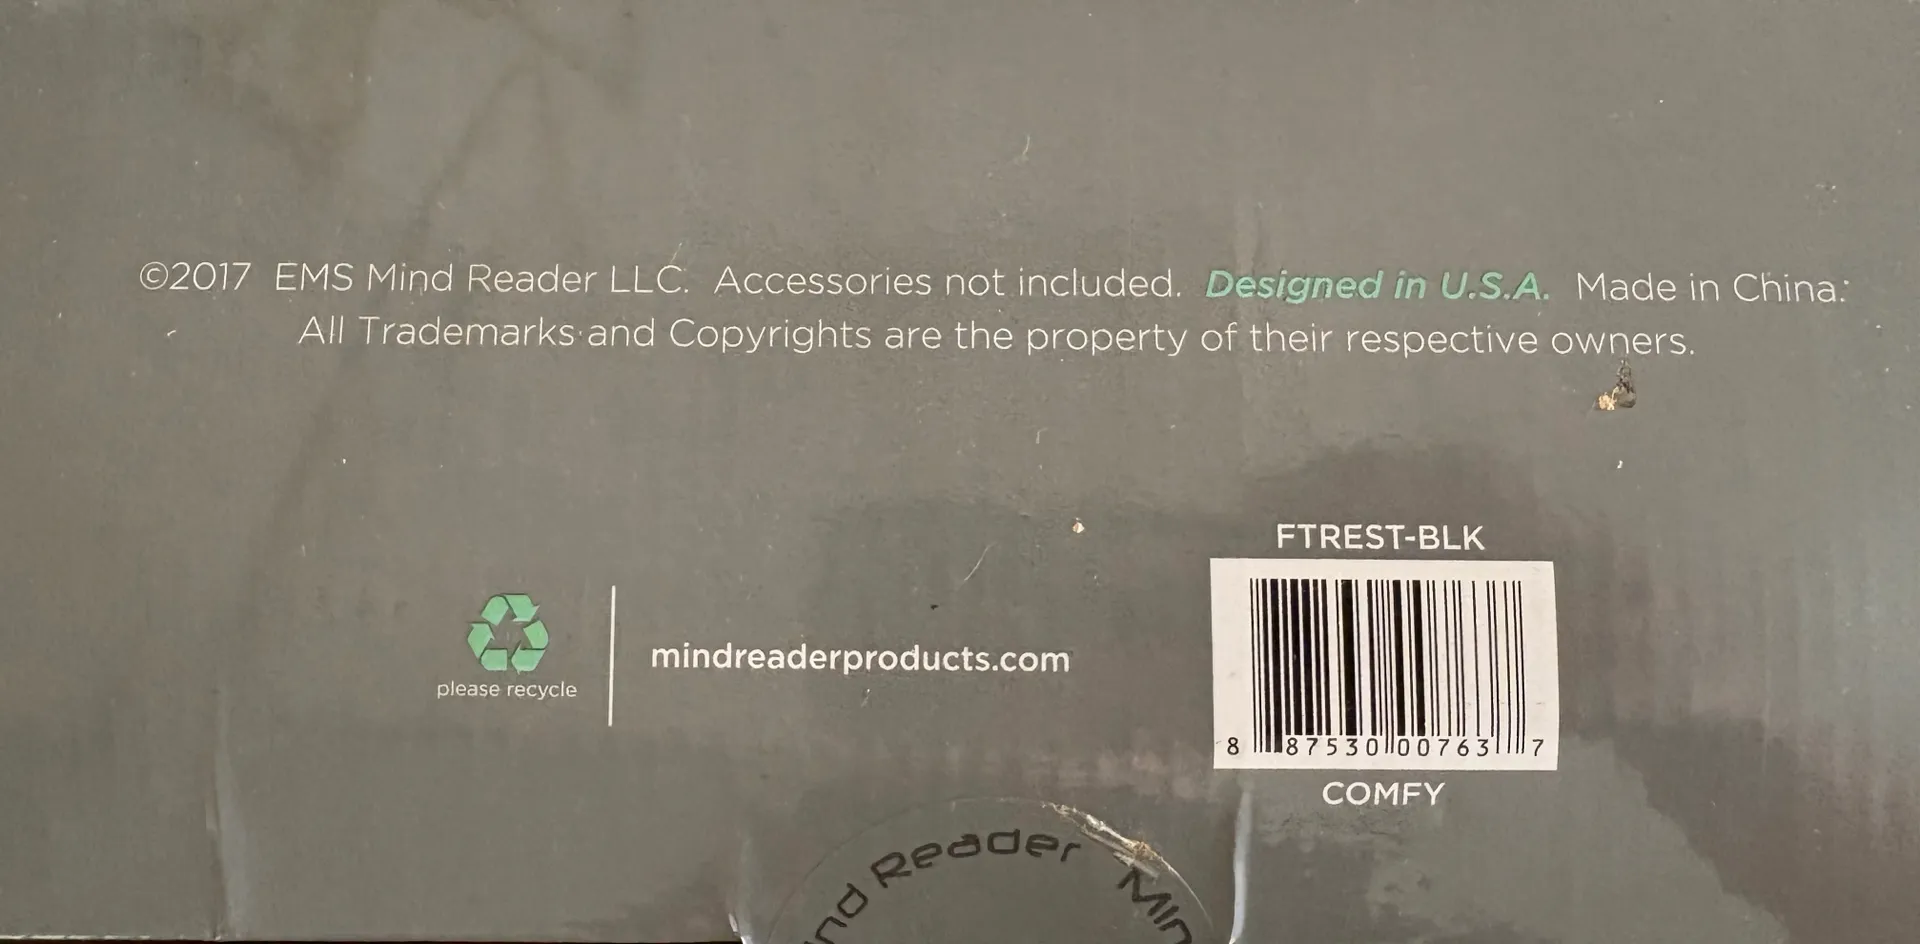 ©2017 EMS Mind Reader LLC. Accessories not included. Designed in U.S.A. Made in China.
All Trademarks and Copyrights are the property of their respective owners.
FTREST-BLK
please recycle
mindreaderproducts.com
8 87530 00763 7
COMFY
Reader